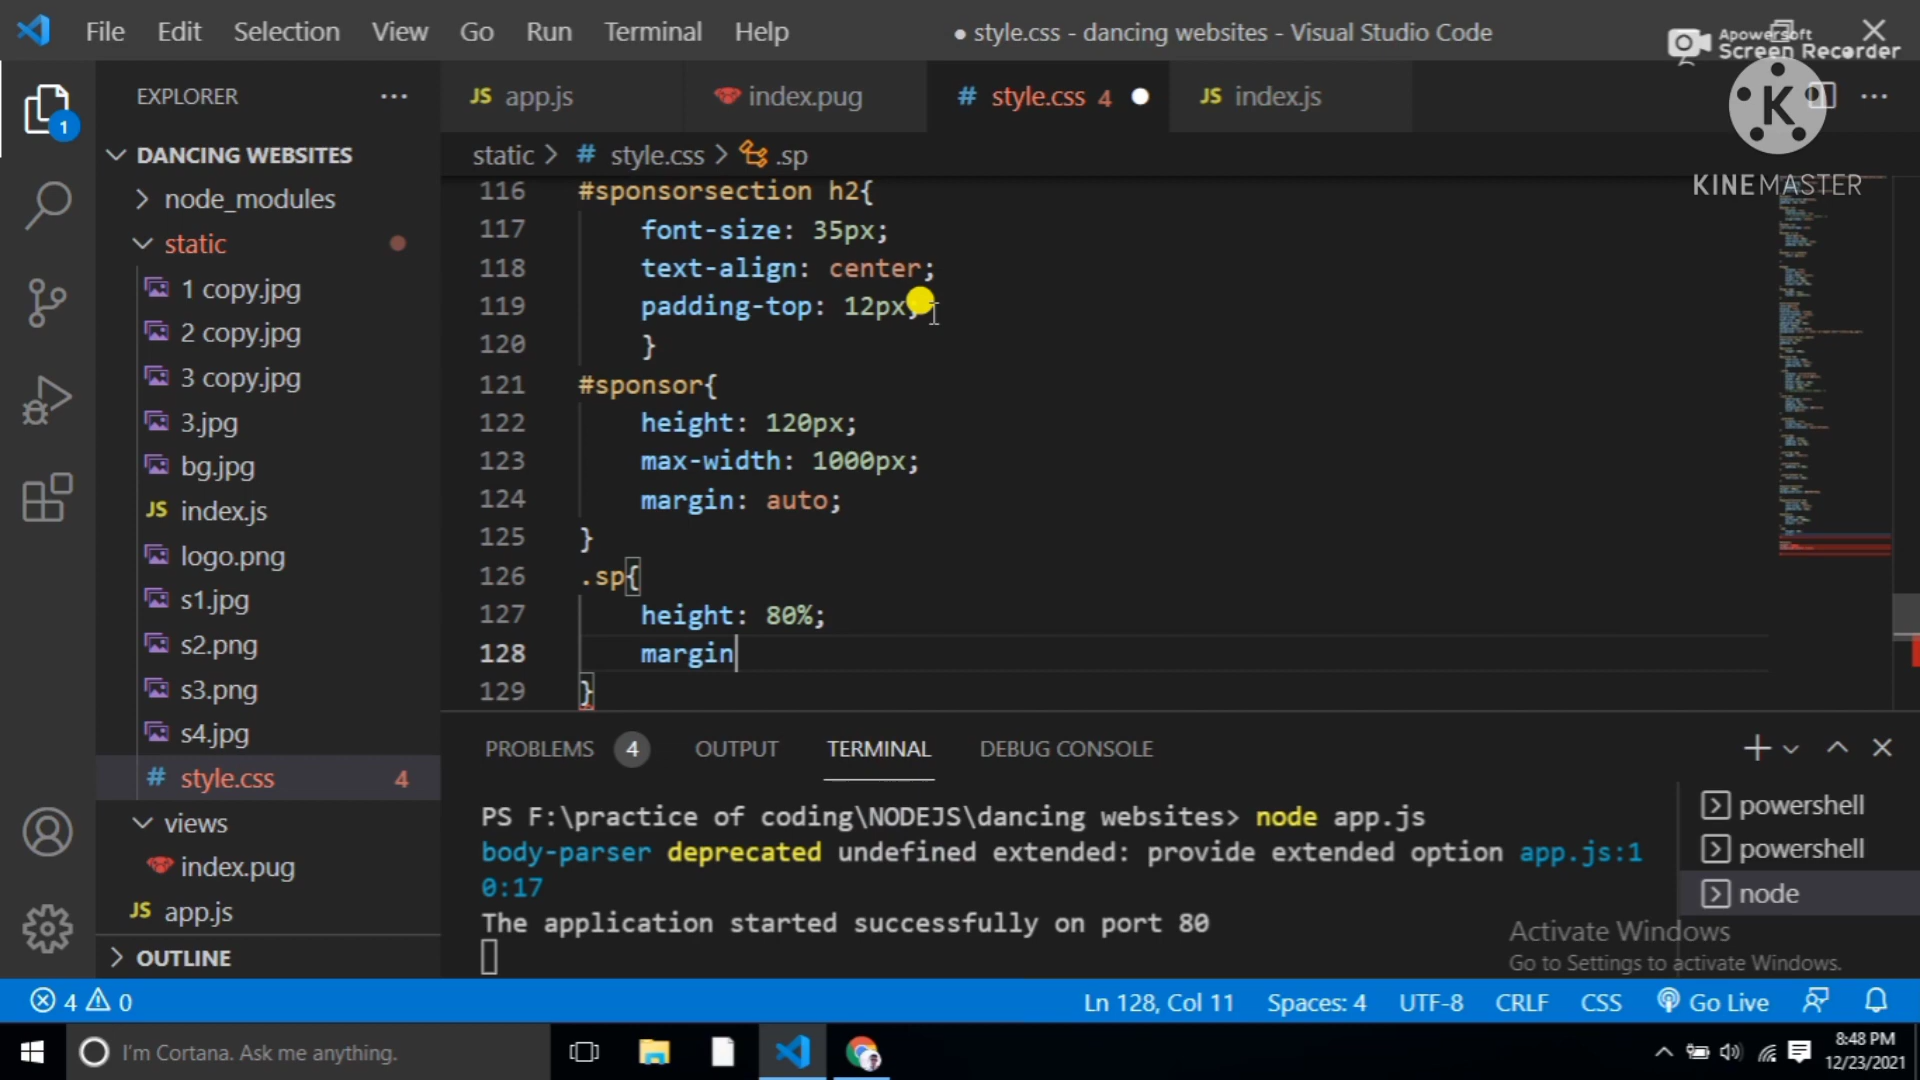 File Edit Selection View Go Run Terminal Help
● style.css - dancing websites - Visual Studio Code
Apowersoft
Screen Recorder
K
KINEMASTER
EXPLORER
JS app.js
index.pug
# style.css 4
JS index.js
DANCING WEBSITES
static > # style.css > .sp
node_modules
static
1 copy.jpg
2 copy.jpg
3 copy.jpg
3.jpg
bg.jpg
JS index.js
logo.png
s1.jpg
s2.png
s3.png
s4.jpg
# style.css 4
views
index.pug
JS app.js
OUTLINE
1
116 #sponsorsection h2{
117 font-size: 35px;
118 text-align: center;
119 padding-top: 12px;
120 }
121 #sponsor{
122 height: 120px;
123 max-width: 1000px;
124 margin: auto;
125 }
126 .sp{
127 height: 80%;
128 margin
129 }
PROBLEMS 4 OUTPUT TERMINAL DEBUG CONSOLE
PS F:\practice of coding\NODEJS\dancing websites> node app.js
body-parser deprecated undefined extended: provide extended option app.js:1
0:17
The application started successfully on port 80
powershell
powershell
node
Activate Windows
Go to Settings to activate Windows.
4 0
Ln 128, Col 11 Spaces: 4 UTF-8 CRLF CSS Go Live
I'm Cortana. Ask me anything.
8:48 PM
12/23/2021